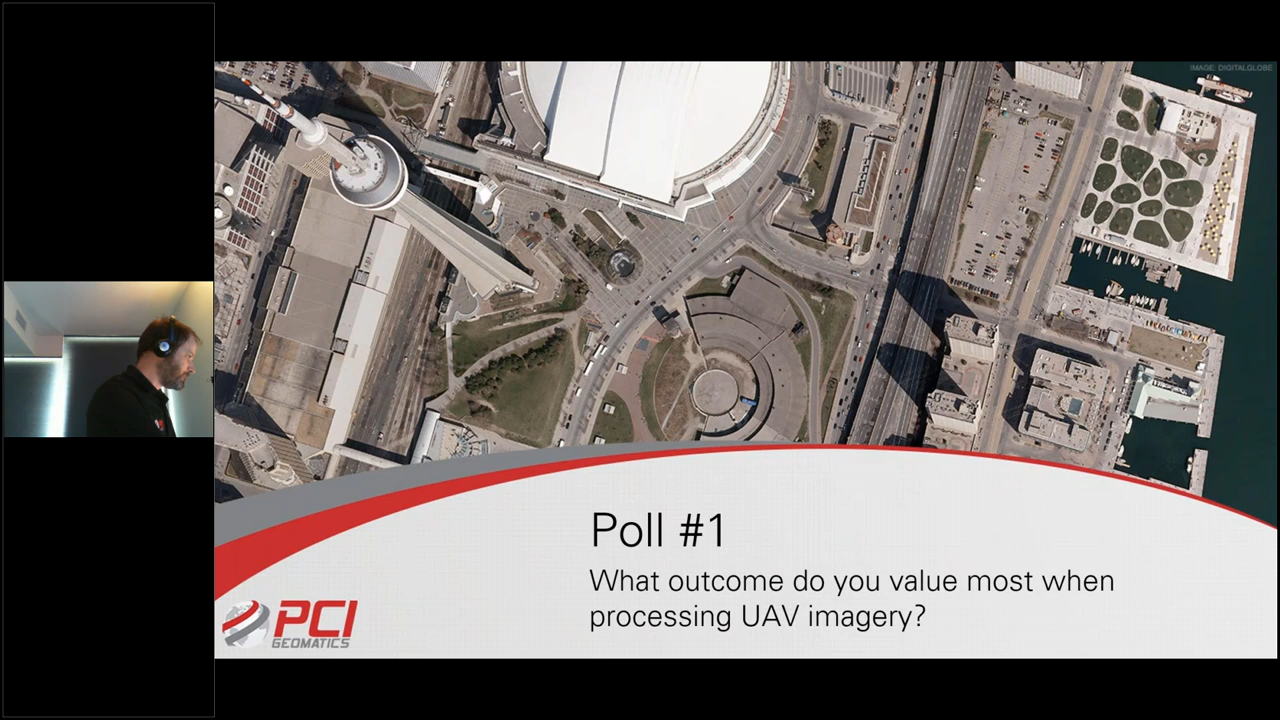 IMAGE: DIGITALGLOBE
Poll #1
What outcome do you value most when
processing UAV imagery?
PCI
GEOMATICS